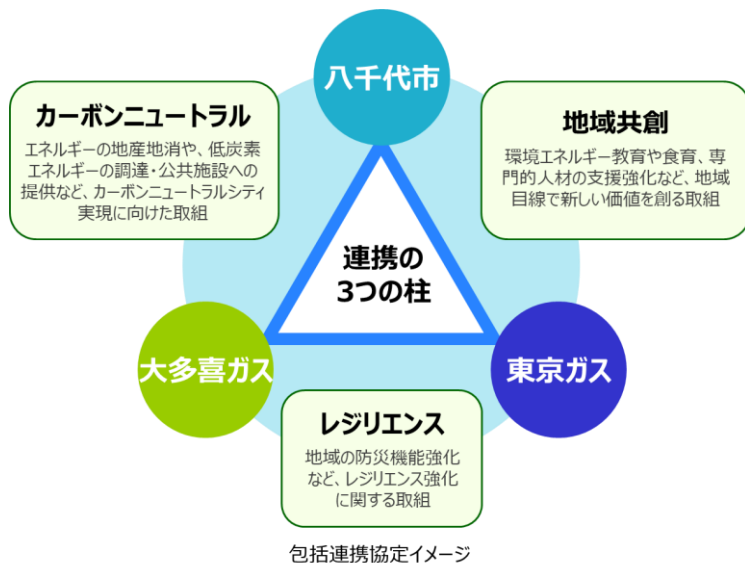 八千代市
カーボンニュートラル
エネルギーの地産地消や、低炭素
エネルギーの調達・公共施設への
提供など、カーボンニュートラルシティ
実現に向けた取組
地域共創
環境エネルギー教育や食育、専
門的人材の支援強化など、地域
目線で新しい価値を創る取組
連携の
3つの柱
大多喜ガス
東京ガス
レジリエンス
地域の防災機能強化
など、レジリエンス強化
に関する取組
包括連携協定イメージ